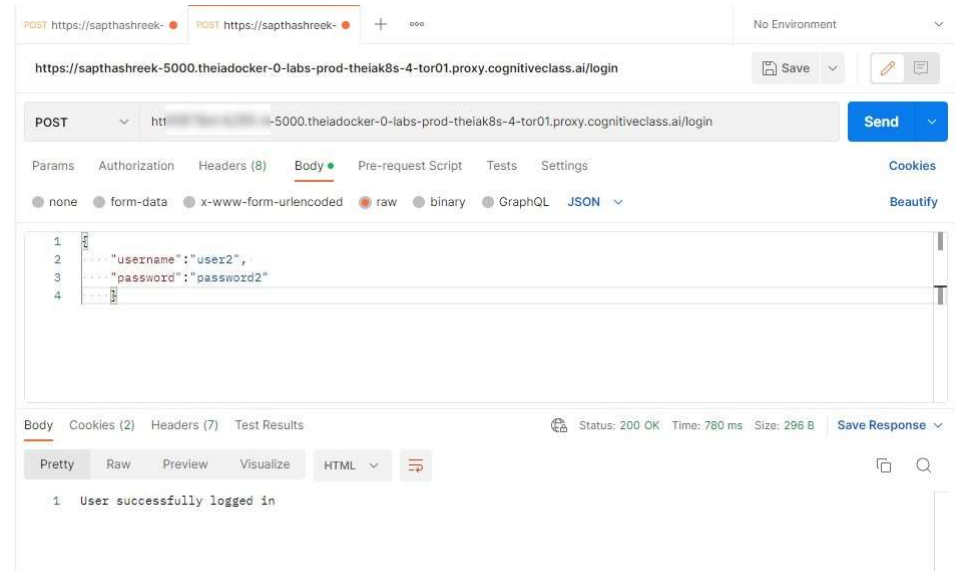 POST https://sapthashreek- POST https://sapthashreek- + ooo No Environment
https://sapthashreek-5000.theiadocker-0-labs-prod-theiak8s-4-tor01.proxy.cognitiveclass.ai/login Save
POST htt -5000.theiadocker-0-labs-prod-theiak8s-4-tor01.proxy.cognitiveclass.ai/login Send
Params Authorization Headers (8) Body Pre-request Script Tests Settings Cookies
none form-data x-www-form-urlencoded raw binary GraphQL JSON Beautify
1 {
2 "username":"user2",
3 "password":"password2"
4 }
Body Cookies (2) Headers (7) Test Results Status: 200 OK Time: 780 ms Size: 296 B Save Response
Pretty Raw Preview Visualize HTML
1 User successfully logged in